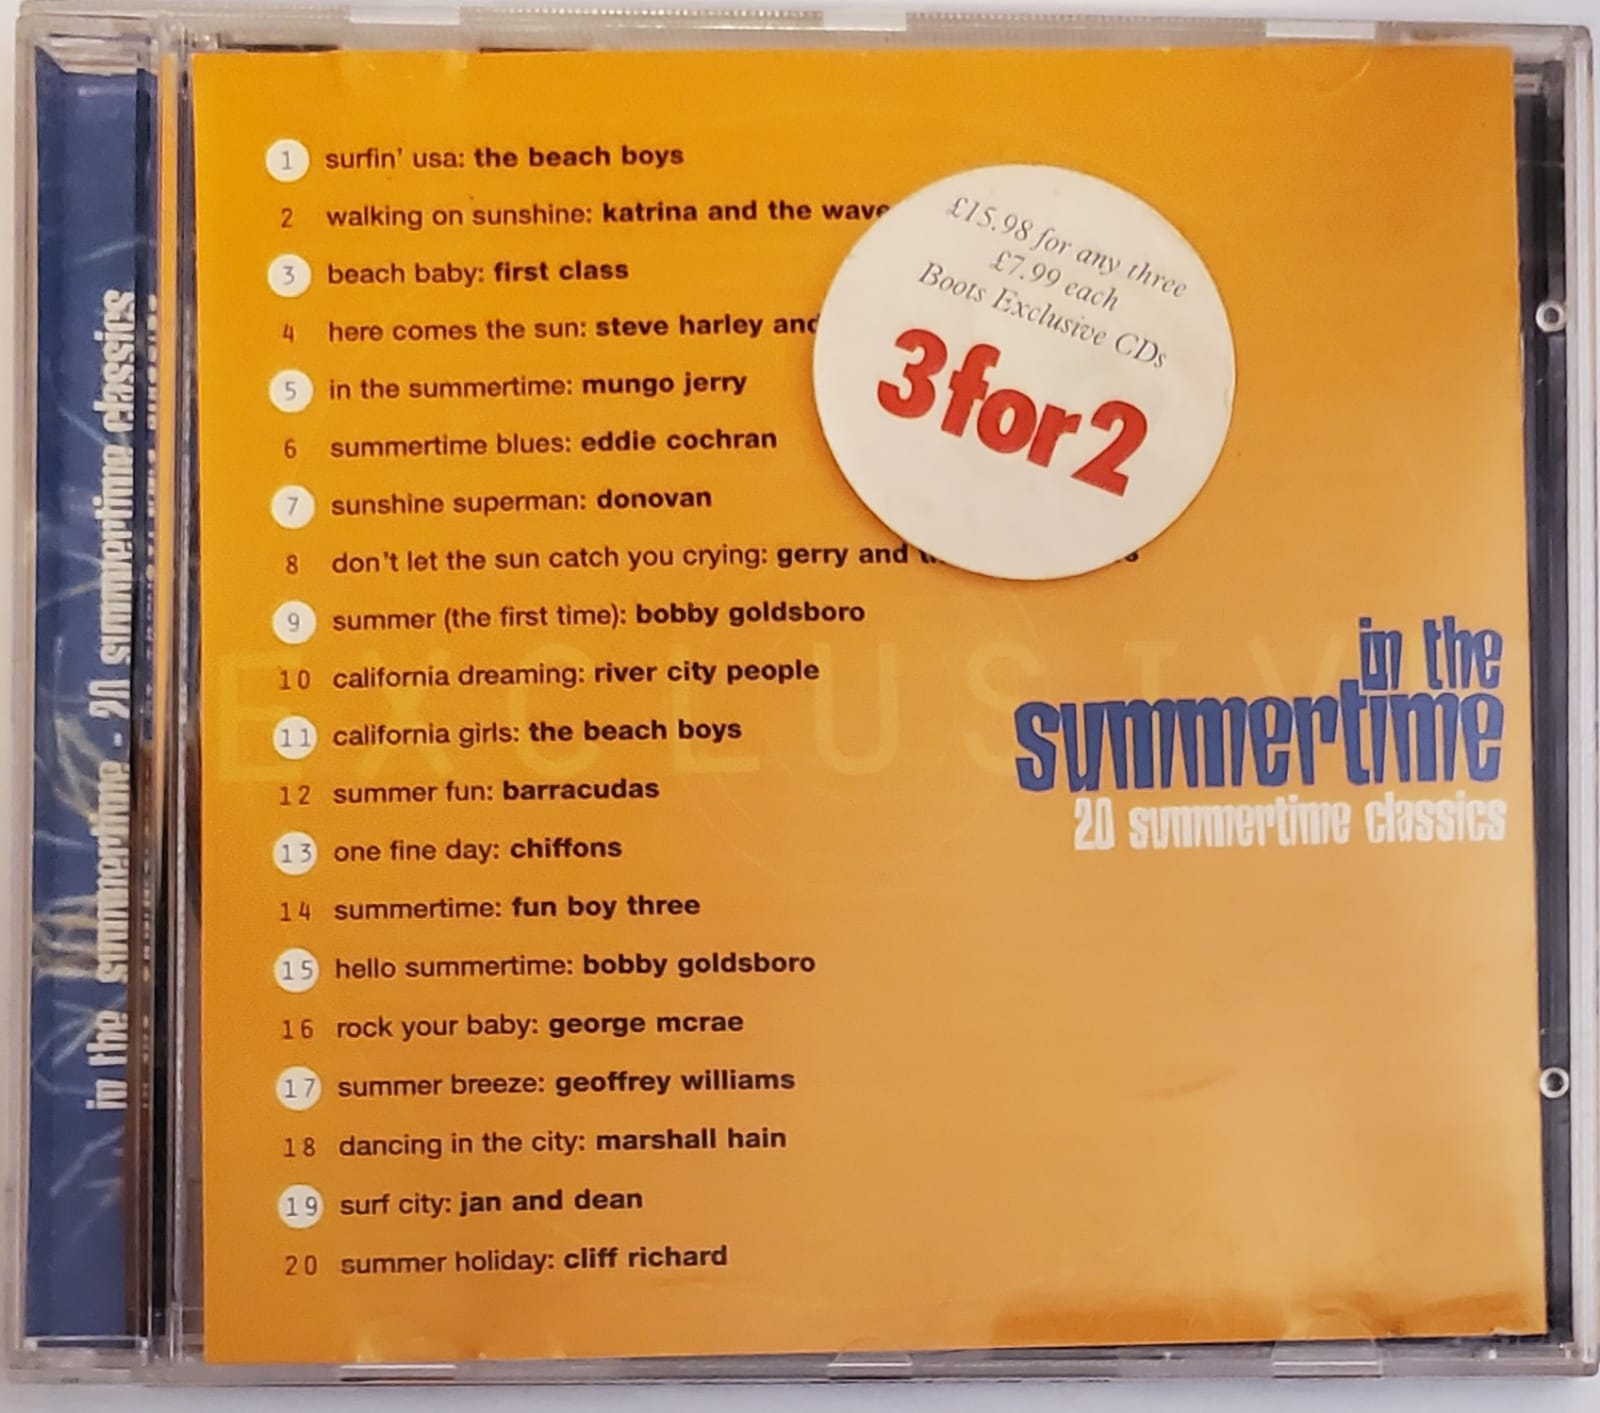 in the summertime - 20 summertime classics
1 surfin' usa: the beach boys
2 walking on sunshine: katrina and the wave
3 beach baby: first class
4 here comes the sun: steve harley and
5 in the summertime: mungo jerry
6 summertime blues: eddie cochran
7 sunshine superman: donovan
8 don't let the sun catch you crying: gerry and
9 summer (the first time): bobby goldsboro
10 california dreaming: river city people
11 california girls: the beach boys
12 summer fun: barracudas
13 one fine day: chiffons
14 summertime: fun boy three
15 hello summertime: bobby goldsboro
16 rock your baby: george mcrae
17 summer breeze: geoffrey williams
18 dancing in the city: marshall hain
19 surf city: jan and dean
20 summer holiday: cliff richard
£15.98 for any three
£7.99 each
Boots Exclusive CDs
3 for 2
EXCLUSIV
in the
summertime
20 summertime classics